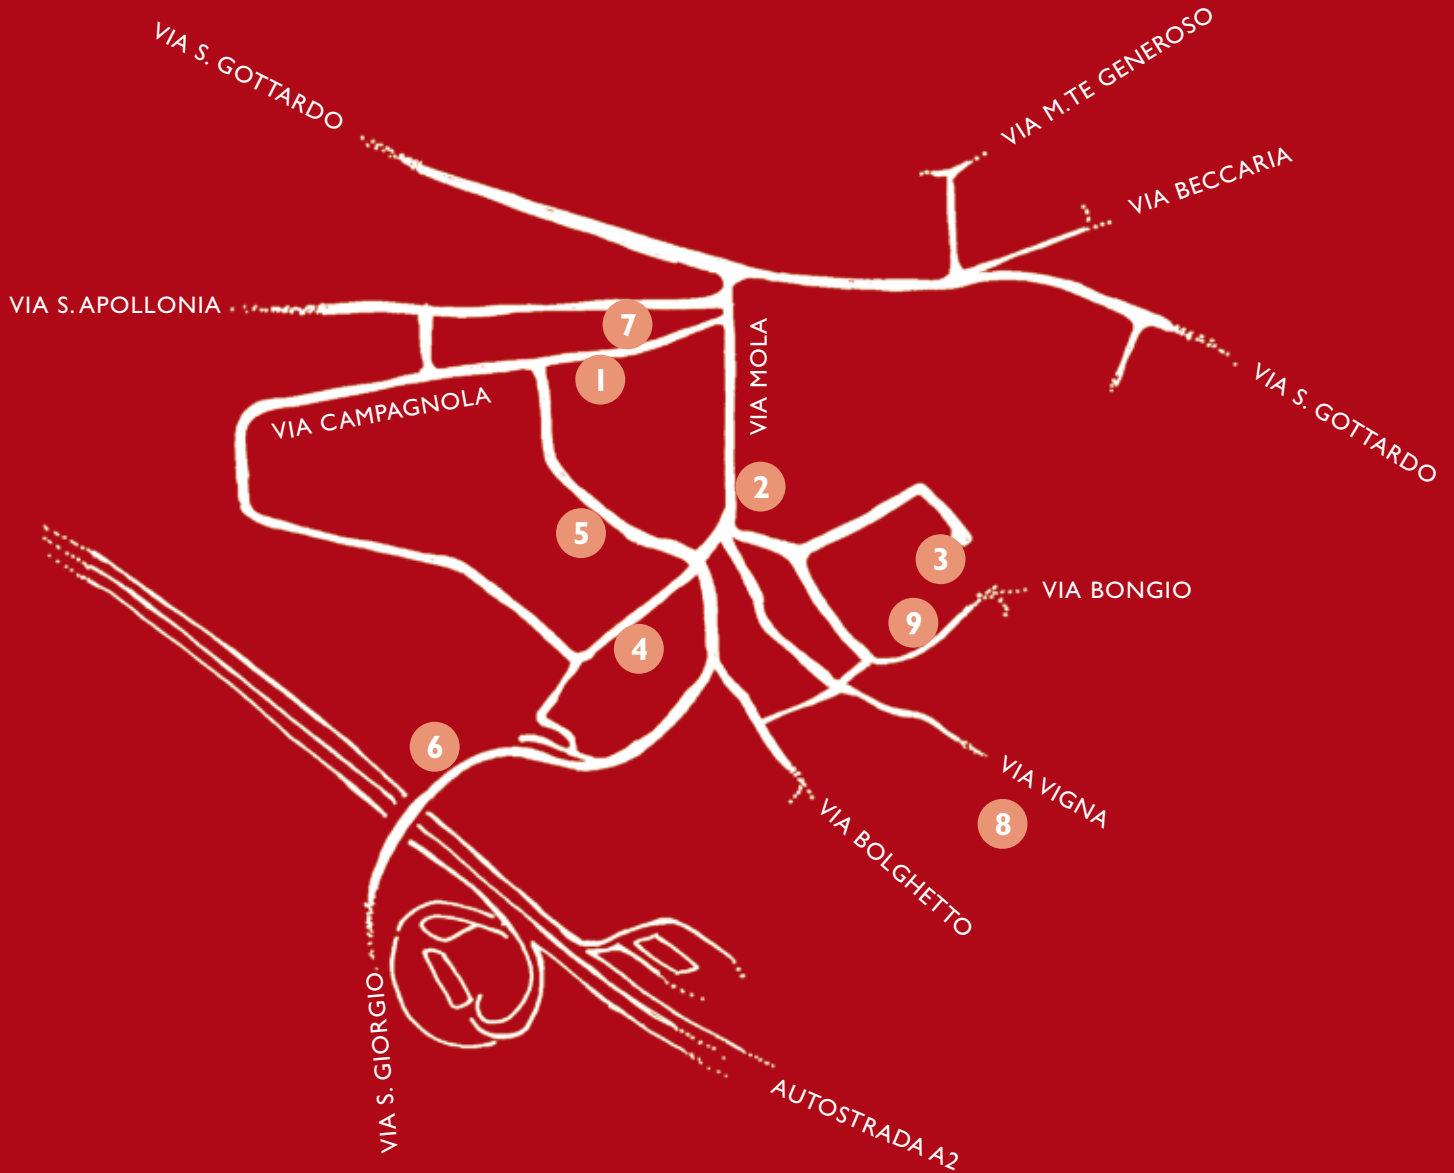 VIA S. GOTTARDO
VIA M.TE GENEROSO
VIA BECCARIA
VIA S. APOLLONIA
7
VIA MOLA
1
VIA CAMPAGNOLA
VIA S. GOTTARDO
2
5
3
VIA BONGIO
9
4
6
VIA VIGNA
8
VIA BOLGHETTO
VIA S. GIORGIO
AUTOSTRADA A2